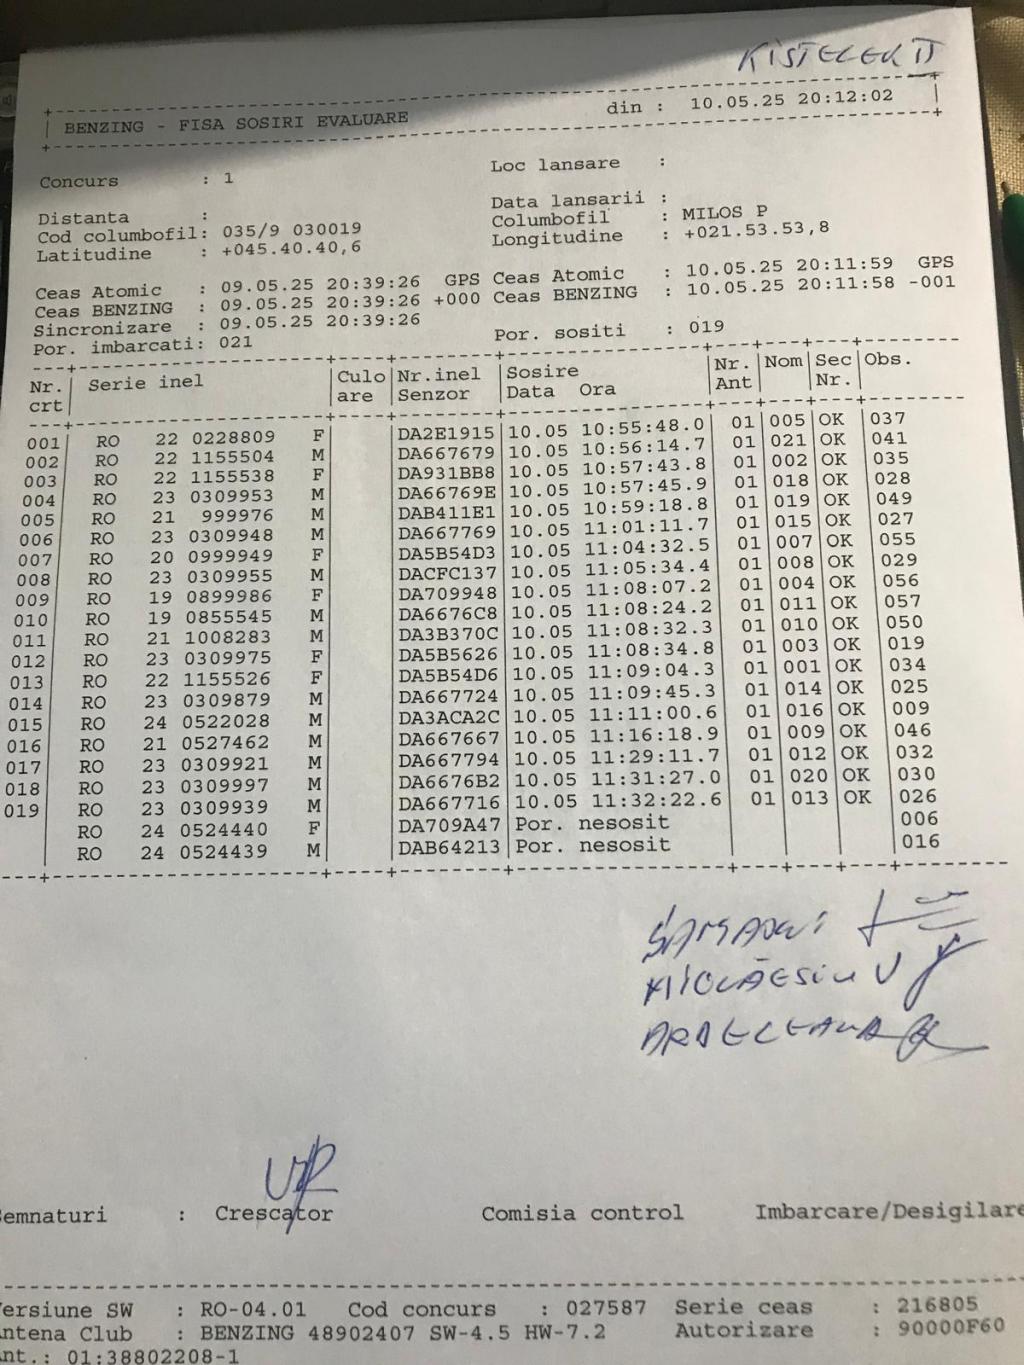 KISTELEK II
BENZING - FISA SOSIRI EVALUARE din : 10.05.25 20:12:02
Concurs : 1 Loc lansare :
Distanta : Data lansarii :
Cod columbofil: 035/9 030019 Columbofil : MILOS P
Latitudine : +045.40.40,6 Longitudine : +021.53.53,8
Ceas Atomic : 09.05.25 20:39:26 GPS Ceas Atomic : 10.05.25 20:11:59 GPS
Ceas BENZING : 09.05.25 20:39:26 +000 Ceas BENZING : 10.05.25 20:11:58 -001
Sincronizare : 09.05.25 20:39:26
Por. imbarcati: 021 Por. sositi : 019
Nr. Serie inel Culo Nr.inel Sosire Nr. Nom Sec Obs.
crt are Senzor Data Ora Ant Nr.
001 RO 22 0228809 F DA2E1915 10.05 10:55:48.0 01 005 OK 037
002 RO 22 1155504 M DA667679 10.05 10:56:14.7 01 021 OK 041
003 RO 22 1155538 F DA931BB8 10.05 10:57:43.8 01 002 OK 035
004 RO 23 0309953 M DA66769E 10.05 10:57:45.9 01 018 OK 028
005 RO 21 999976 M DAB411E1 10.05 10:59:18.8 01 019 OK 049
006 RO 23 0309948 M DA667769 10.05 11:01:11.7 01 015 OK 027
007 RO 20 0999949 F DA5B54D3 10.05 11:04:32.5 01 007 OK 055
008 RO 23 0309955 M DACFC137 10.05 11:05:34.4 01 008 OK 029
009 RO 19 0899986 F DA709948 10.05 11:08:07.2 01 004 OK 056
010 RO 19 0855545 M DA6676C8 10.05 11:08:24.2 01 011 OK 057
011 RO 21 1008283 M DA3B370C 10.05 11:08:32.3 01 010 OK 050
012 RO 23 0309975 F DA5B5626 10.05 11:08:34.8 01 003 OK 019
013 RO 22 1155526 F DA5B54D6 10.05 11:09:04.3 01 001 OK 034
014 RO 23 0309879 M DA667724 10.05 11:09:45.3 01 014 OK 025
015 RO 24 0522028 M DA3ACA2C 10.05 11:11:00.6 01 016 OK 009
016 RO 21 0527462 M DA667667 10.05 11:16:18.9 01 009 OK 046
017 RO 23 0309921 M DA667794 10.05 11:29:11.7 01 012 OK 032
018 RO 23 0309997 M DA6676B2 10.05 11:31:27.0 01 020 OK 030
019 RO 23 0309939 M DA667716 10.05 11:32:22.6 01 013 OK 026
RO 24 0524440 F DA709A47 Por. nesosit 006
RO 24 0524439 M DAB64213 Por. nesosit 016
V
emnaturi : Crescator Comisia control Imbarcare/Desigilare
ersiune SW : RO-04.01 Cod concurs : 027587 Serie ceas : 216805
ntena Club : BENZING 48902407 SW-4.5 HW-7.2 Autorizare : 90000F60
nt.: 01:38802208-1